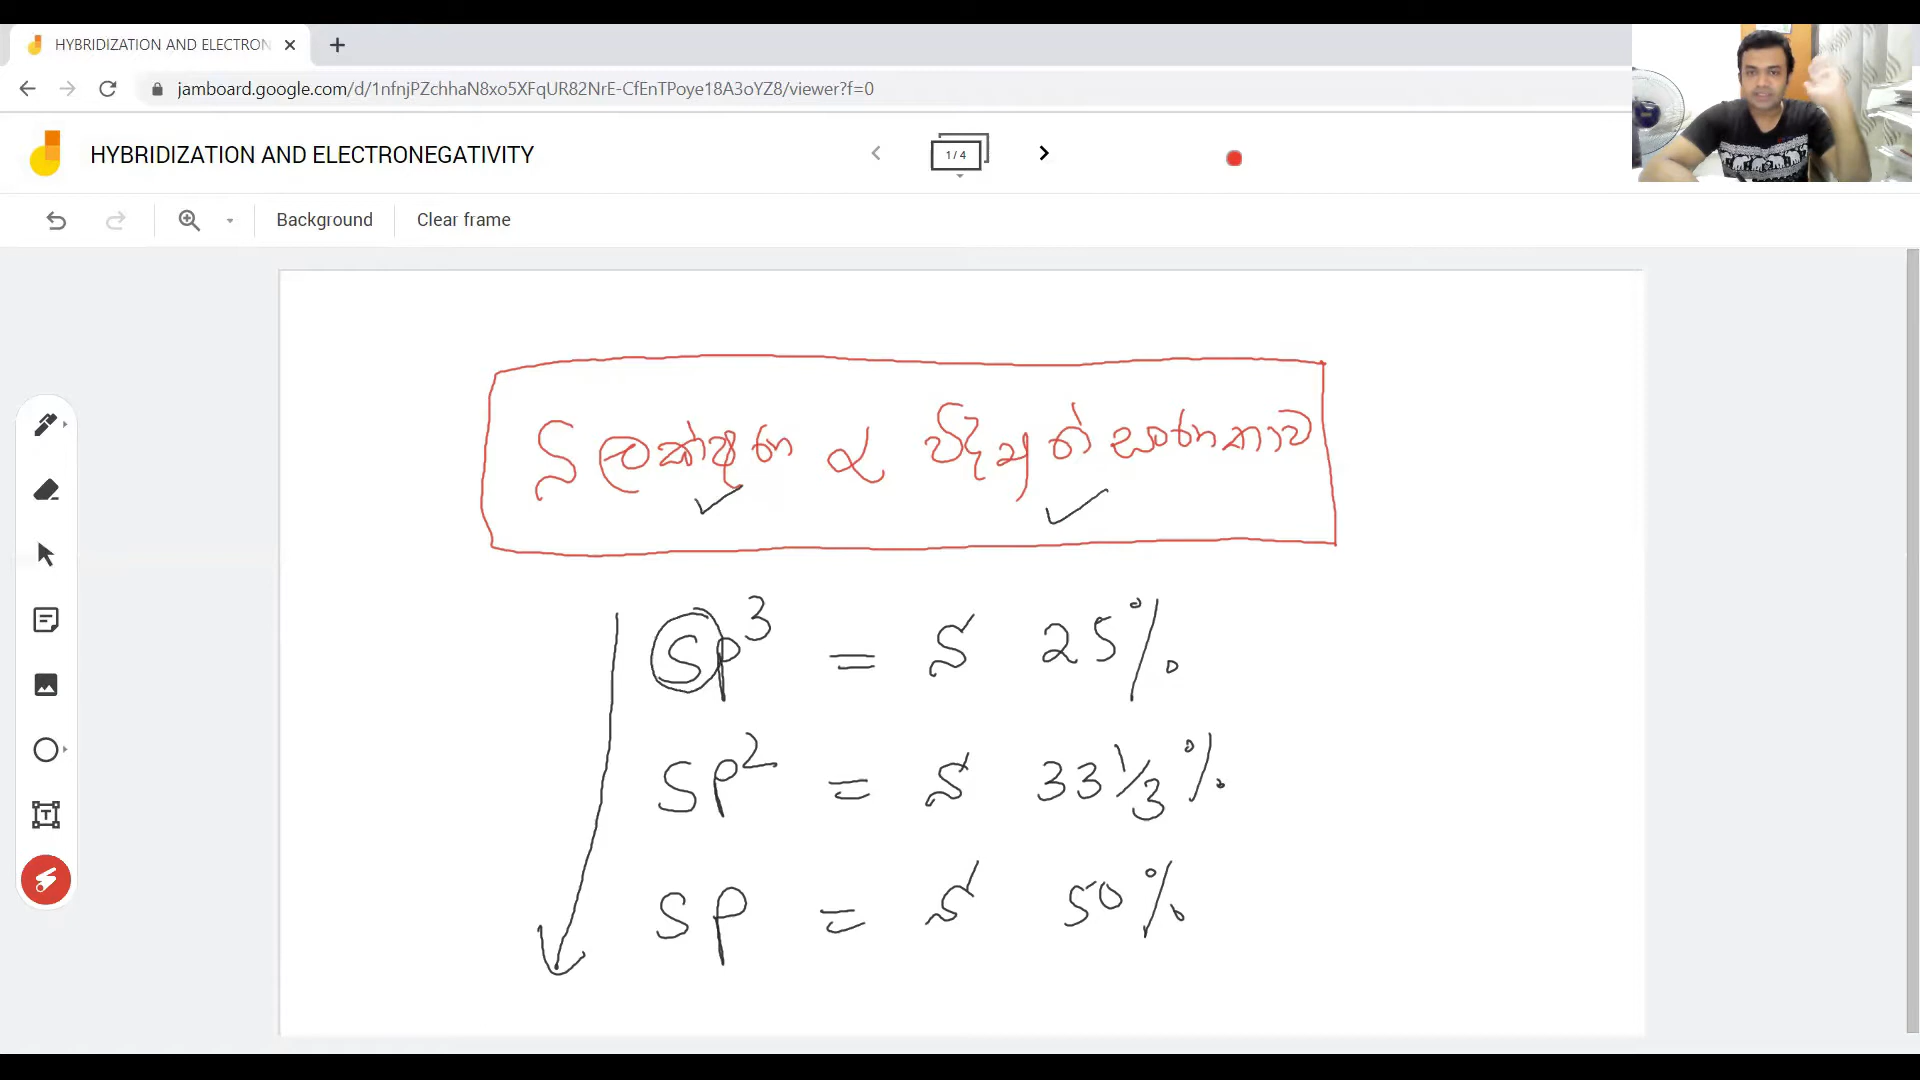 HYBRIDIZATION AND ELECTRON
jamboard.google.com/d/1nfnjPZchhaN8xo5XFqUR82NrE-CfEnTPoye18A3oYZ8/viewer?f=0
HYBRIDIZATION AND ELECTRONEGATIVITY
1/4
Background Clear frame
S ලක්ෂණ ∝ විද්‍යුත් සෘණතාව
SP³ = S 25%
SP² = S 33⅓%
SP = S 50%